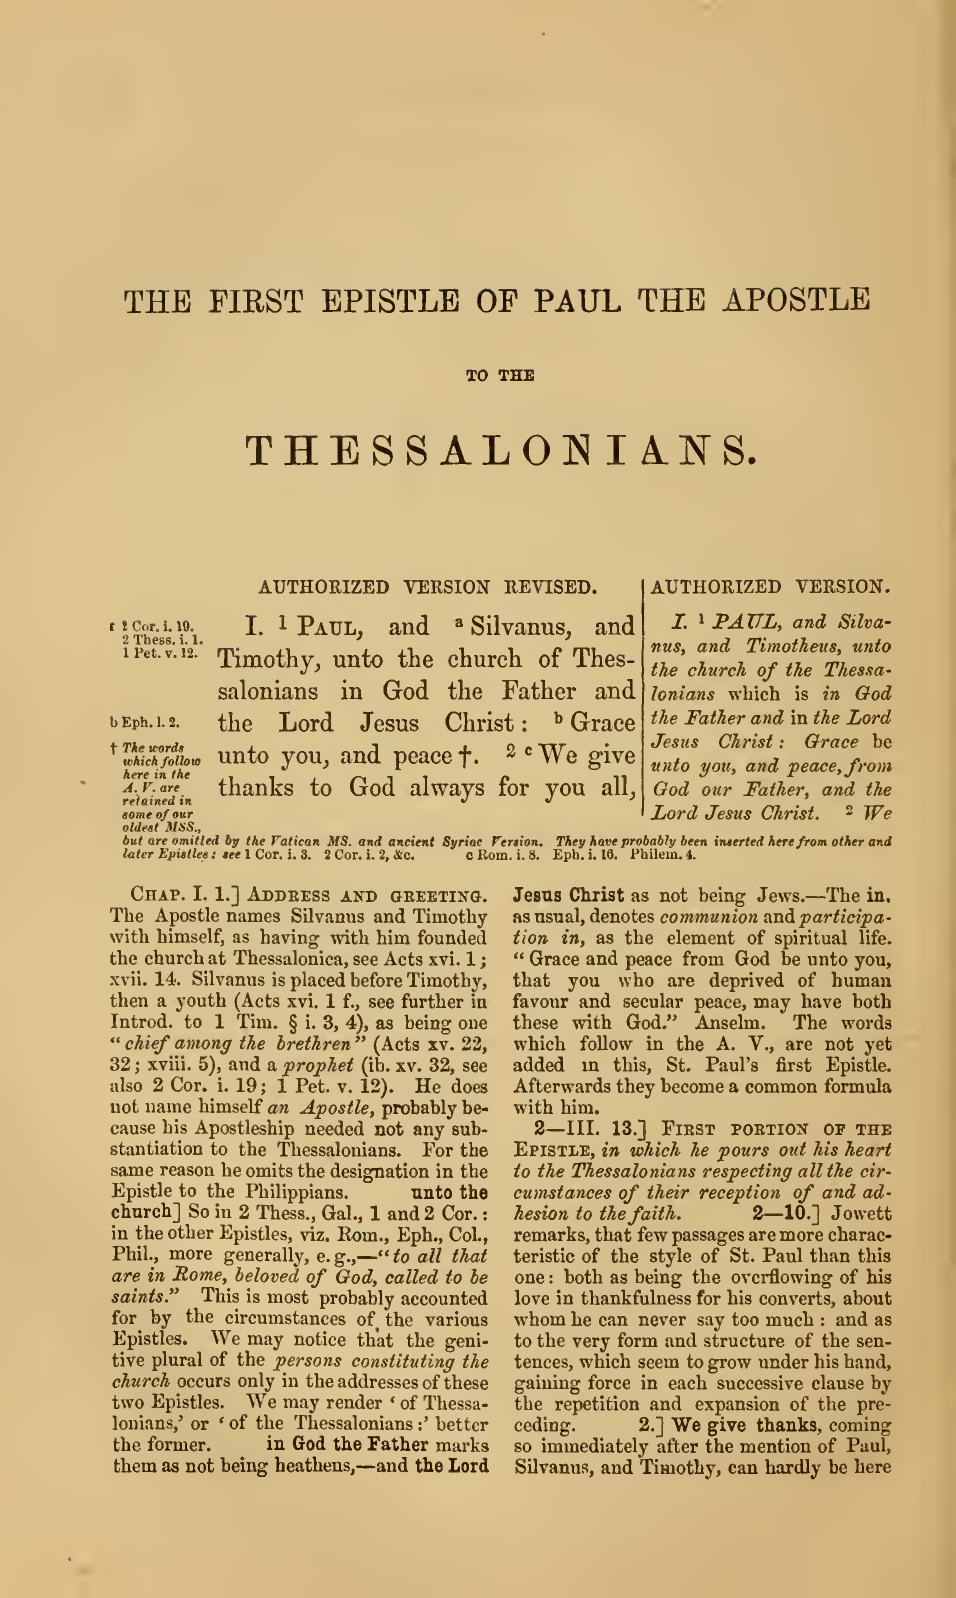 THE FIRST EPISTLE OF PAUL THE APOSTLE
TO THE
THESSALONIANS.
AUTHORIZED VERSION REVISED.
I. 1 PAUL, and a Silvanus, and
Timothy, unto the church of Thes-
salonians in God the Father and
the Lord Jesus Christ : b Grace
unto you, and peace †. 2 c We give
thanks to God always for you all,
2 Cor. i. 19.
2 Thess. i. 1.
1 Pet. v. 12.
b Eph. i. 2.
† The words
which follow
here in the
A. V. are
retained in
some of our
oldest MSS.,
but are omitted by the Vatican MS. and ancient Syriac Version. They have probably been inserted here from other and
later Epistles : see 1 Cor. i. 3. 2 Cor. i. 2, &c. c Rom. i. 8. Eph. i. 16. Philem. 4.
AUTHORIZED VERSION.
I. 1 PAUL, and Silva-
nus, and Timotheus, unto
the church of the Thessa-
lonians which is in God
the Father and in the Lord
Jesus Christ : Grace be
unto you, and peace, from
God our Father, and the
Lord Jesus Christ. 2 We
CHAP. I. 1.] ADDRESS AND GREETING.
The Apostle names Silvanus and Timothy
with himself, as having with him founded
the church at Thessalonica, see Acts xvi. 1 ;
xvii. 14. Silvanus is placed before Timothy,
then a youth (Acts xvi. 1 f., see further in
Introd. to 1 Tim. § i. 3, 4), as being one
“ chief among the brethren” (Acts xv. 22,
32 ; xviii. 5), and a prophet (ib. xv. 32, see
also 2 Cor. i. 19 ; 1 Pet. v. 12). He does
not name himself an Apostle, probably be-
cause his Apostleship needed not any sub-
stantiation to the Thessalonians. For the
same reason he omits the designation in the
Epistle to the Philippians. unto the
church] So in 2 Thess., Gal., 1 and 2 Cor. :
in the other Epistles, viz. Rom., Eph., Col.,
Phil., more generally, e. g.,—“to all that
are in Rome, beloved of God, called to be
saints.” This is most probably accounted
for by the circumstances of the various
Epistles. We may notice that the geni-
tive plural of the persons constituting the
church occurs only in the addresses of these
two Epistles. We may render ‘ of Thessa-
lonians,’ or ‘ of the Thessalonians :’ better
the former. in God the Father marks
them as not being heathens,—and the Lord
Jesus Christ as not being Jews.—The in,
as usual, denotes communion and participa-
tion in, as the element of spiritual life.
“ Grace and peace from God be unto you,
that you who are deprived of human
favour and secular peace, may have both
these with God.” Anselm. The words
which follow in the A. V., are not yet
added in this, St. Paul's first Epistle.
Afterwards they become a common formula
with him.
2—III. 13.] FIRST PORTION OF THE
EPISTLE, in which he pours out his heart
to the Thessalonians respecting all the cir-
cumstances of their reception of and ad-
hesion to the faith. 2—10.] Jowett
remarks, that few passages are more charac-
teristic of the style of St. Paul than this
one : both as being the overflowing of his
love in thankfulness for his converts, about
whom he can never say too much : and as
to the very form and structure of the sen-
tences, which seem to grow under his hand,
gaining force in each successive clause by
the repetition and expansion of the pre-
ceding. 2.] We give thanks, coming
so immediately after the mention of Paul,
Silvanus, and Timothy, can hardly be here